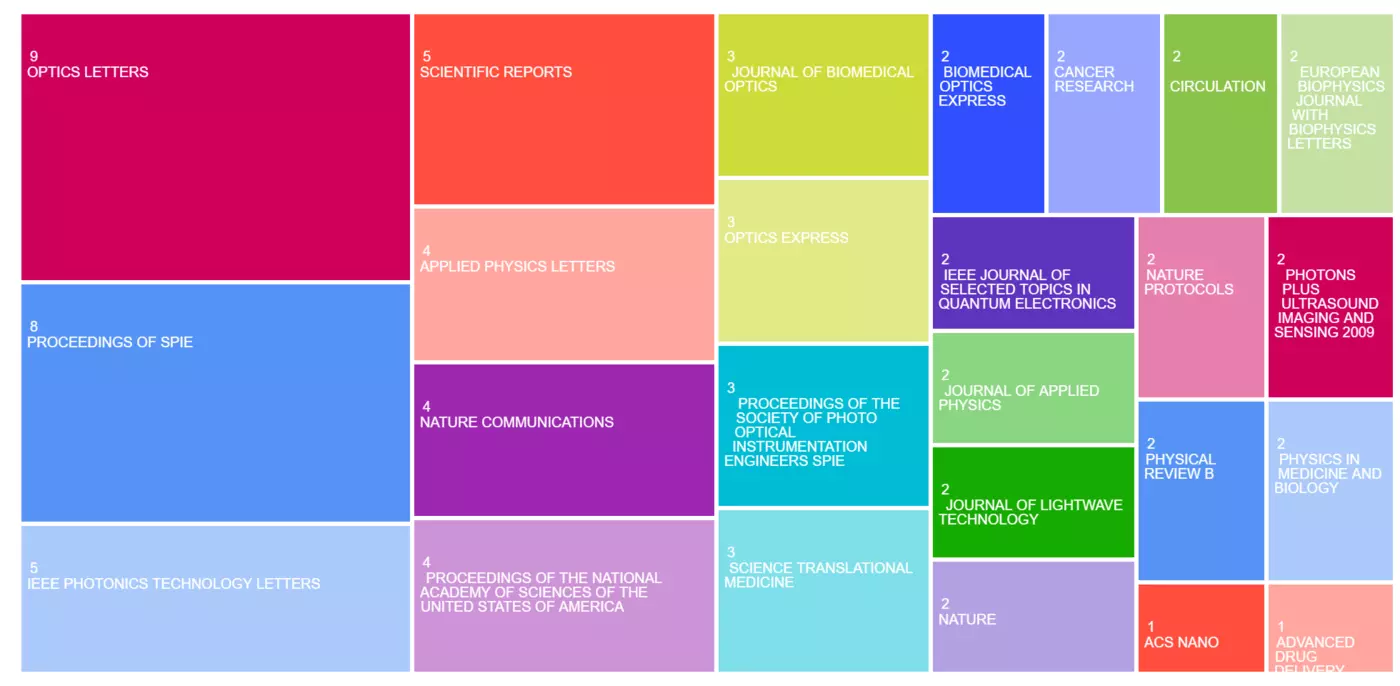 9
OPTICS LETTERS
8
PROCEEDINGS OF SPIE
5
IEEE PHOTONICS TECHNOLOGY LETTERS
5
SCIENTIFIC REPORTS
4
APPLIED PHYSICS LETTERS
4
NATURE COMMUNICATIONS
4
PROCEEDINGS OF THE NATIONAL
ACADEMY OF SCIENCES OF THE
UNITED STATES OF AMERICA
3
JOURNAL OF BIOMEDICAL
OPTICS
3
OPTICS EXPRESS
3
PROCEEDINGS OF THE
SOCIETY OF PHOTO
OPTICAL
INSTRUMENTATION
ENGINEERS SPIE
3
SCIENCE TRANSLATIONAL
MEDICINE
2
BIOMEDICAL
OPTICS
EXPRESS
2
CANCER
RESEARCH
2
CIRCULATION
2
EUROPEAN
BIOPHYSICS
JOURNAL
WITH
BIOPHYSICS
LETTERS
2
IEEE JOURNAL OF
SELECTED TOPICS IN
QUANTUM ELECTRONICS
2
JOURNAL OF APPLIED
PHYSICS
2
JOURNAL OF LIGHTWAVE
TECHNOLOGY
2
NATURE
2
NATURE
PROTOCOLS
2
PHOTONS
PLUS
ULTRASOUND
IMAGING AND
SENSING 2009
2
PHYSICAL
REVIEW B
2
PHYSICS IN
MEDICINE AND
BIOLOGY
1
ACS NANO
1
ADVANCED
DRUG
DELIVERY